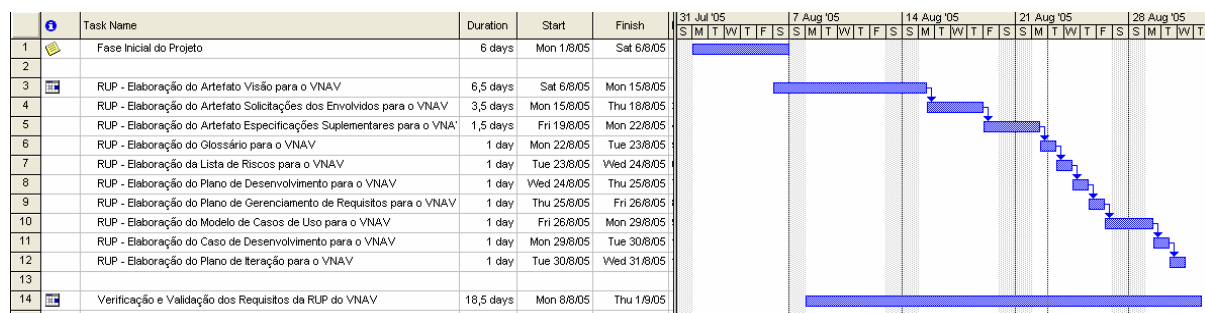 Task Name Duration Start Finish 31 Jul '05 7 Aug '05 14 Aug '05 21 Aug '05 28 Aug '05
S M T W T F S S M T W T F S S M T W T F S S M T W T F S S M T W T
1 Fase Inicial do Projeto 6 days Mon 1/8/05 Sat 6/8/05
2
3 RUP - Elaboração do Artefato Visão para o VNAV 6,5 days Sat 6/8/05 Mon 15/8/05
4 RUP - Elaboração do Artefato Solicitações dos Envolvidos para o VNAV 3,5 days Mon 15/8/05 Thu 18/8/05
5 RUP - Elaboração do Artefato Especificações Suplementares para o VNA 1,5 days Fri 19/8/05 Mon 22/8/05
6 RUP - Elaboração do Glossário para o VNAV 1 day Mon 22/8/05 Tue 23/8/05
7 RUP - Elaboração da Lista de Riscos para o VNAV 1 day Tue 23/8/05 Wed 24/8/05
8 RUP - Elaboração do Plano de Desenvolvimento para o VNAV 1 day Wed 24/8/05 Thu 25/8/05
9 RUP - Elaboração do Plano de Gerenciamento de Requisitos para o VNAV 1 day Thu 25/8/05 Fri 26/8/05
10 RUP - Elaboração do Modelo de Casos de Uso para o VNAV 1 day Fri 26/8/05 Mon 29/8/05
11 RUP - Elaboração do Caso de Desenvolvimento para o VNAV 1 day Mon 29/8/05 Tue 30/8/05
12 RUP - Elaboração do Plano de Iteração para o VNAV 1 day Tue 30/8/05 Wed 31/8/05
13
14 Verificação e Validação dos Requisitos da RUP do VNAV 18,5 days Mon 8/8/05 Thu 1/9/05